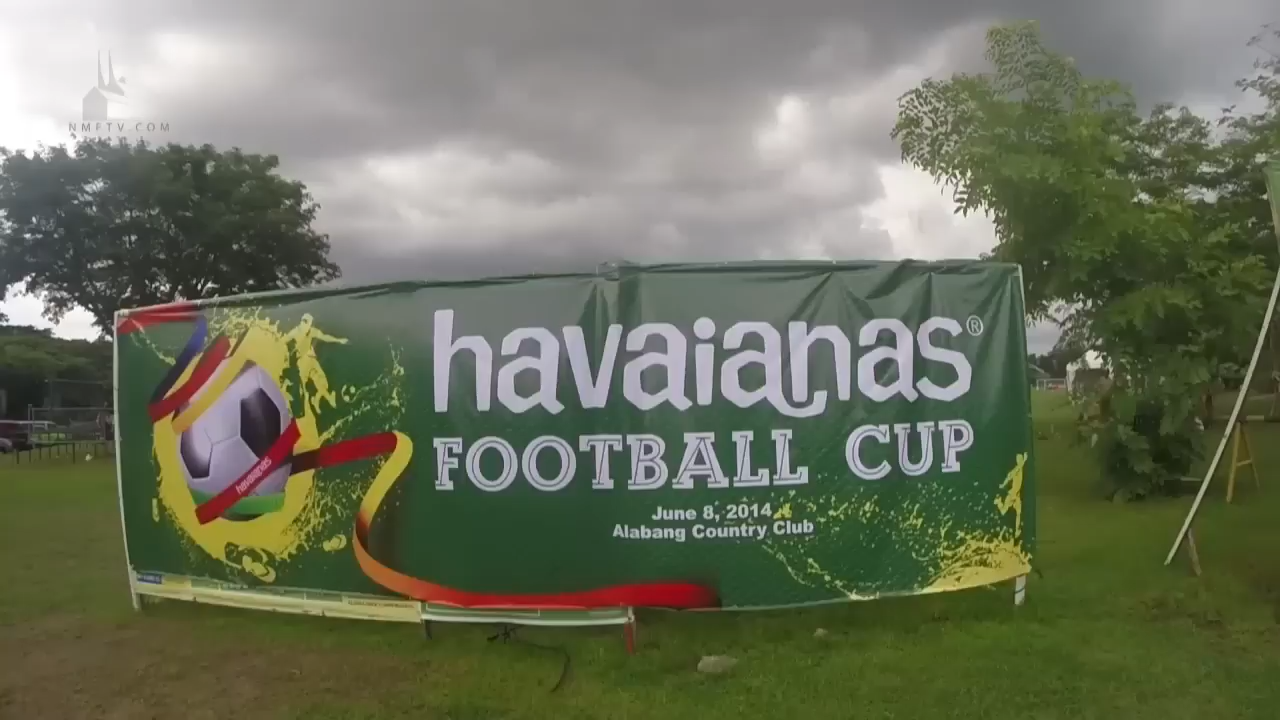 NMFTV.COM
havaianas®
FOOTBALL CUP
June 8, 2014
Alabang Country Club
havaianas